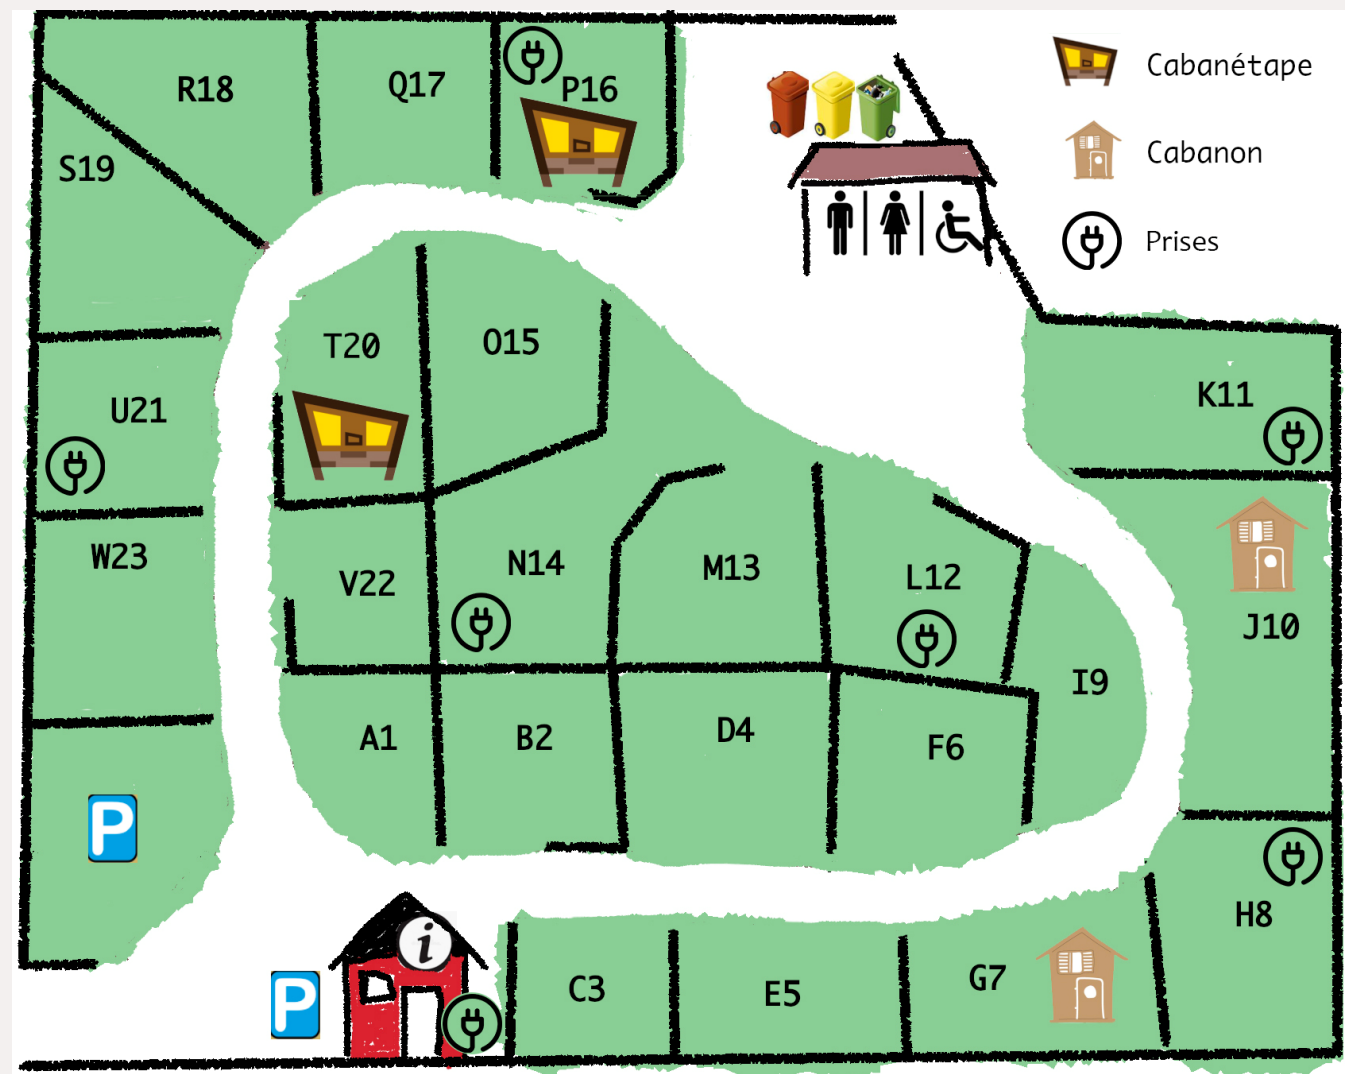 R18
Q17
P16
Cabanétape
S19
Cabanon
Prises
T20
O15
K11
U21
W23
V22
N14
M13
L12
J10
I9
A1
B2
D4
F6
P
H8
i
C3
E5
G7
P